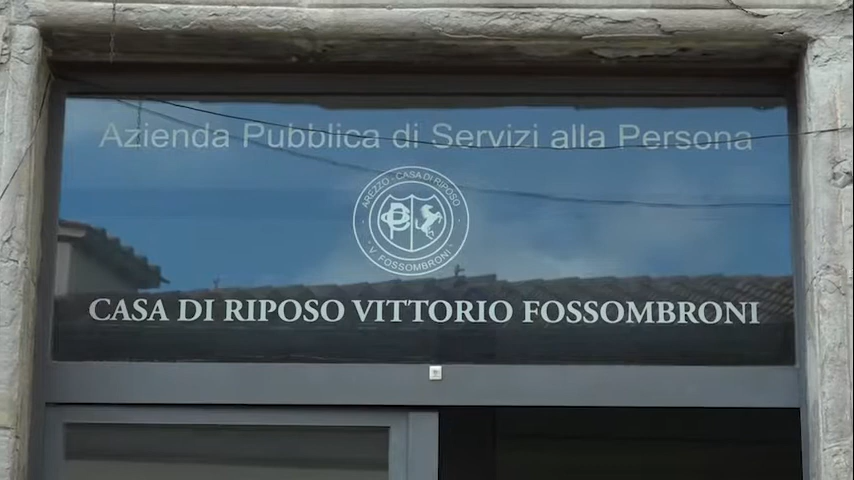 Azienda Pubblica di Servizi alla Persona
AREZZO - CASA DI RIPOSO
- V. FOSSOMBRONI -
CASA DI RIPOSO VITTORIO FOSSOMBRONI